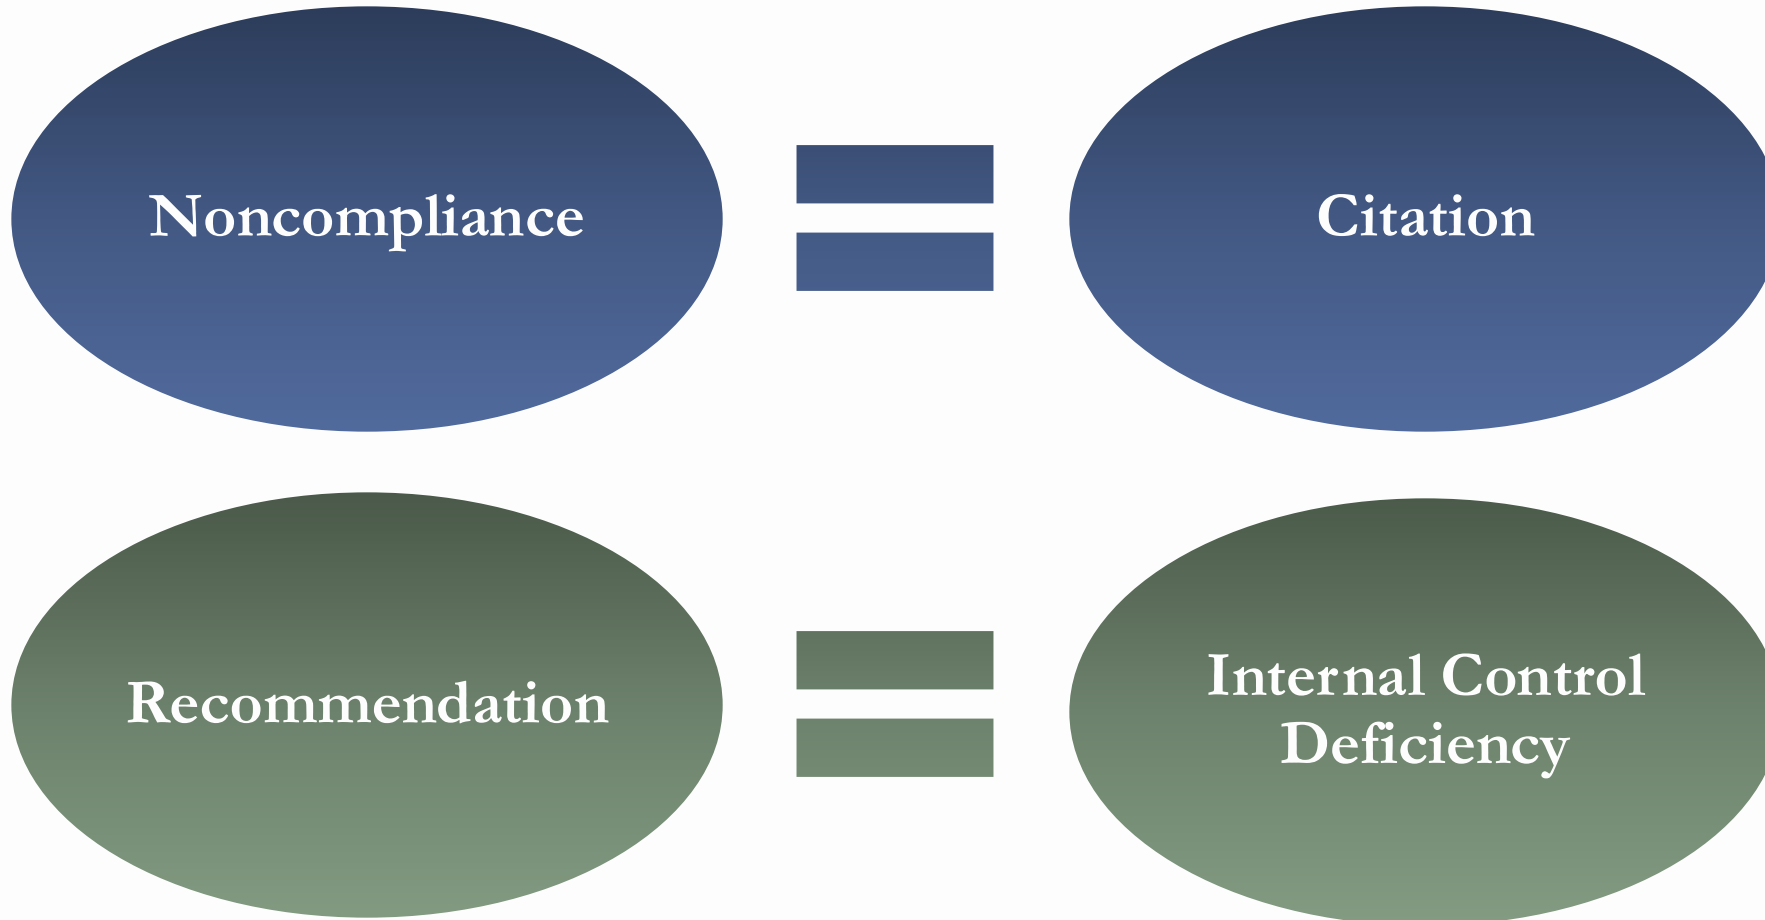 Noncompliance
Citation
Recommendation
Internal Control
Deficiency